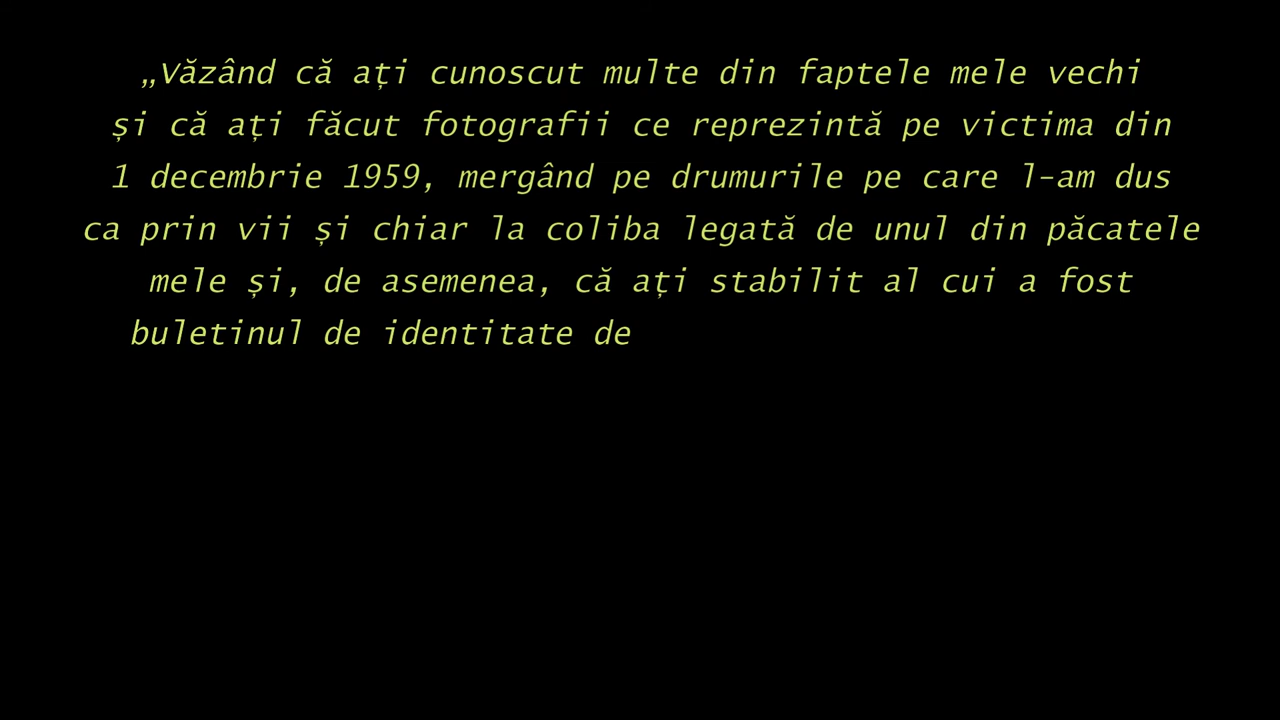 „Văzând că ați cunoscut multe din faptele mele vechi
și că ați făcut fotografii ce reprezintă pe victima din
1 decembrie 1959, mergând pe drumurile pe care l-am dus
ca prin vii și chiar la coliba legată de unul din păcatele
mele și, de asemenea, că ați stabilit al cui a fost
buletinul de identitate de